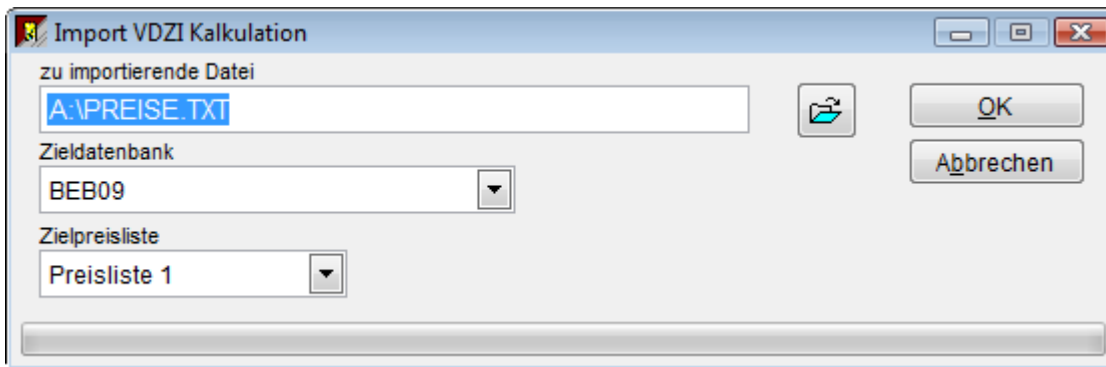 Import VDZI Kalkulation
zu importierende Datei
A:\PREISE.TXT
OK
Zieldatenbank
Abbrechen
BEB09
Zielpreisliste
Preisliste 1